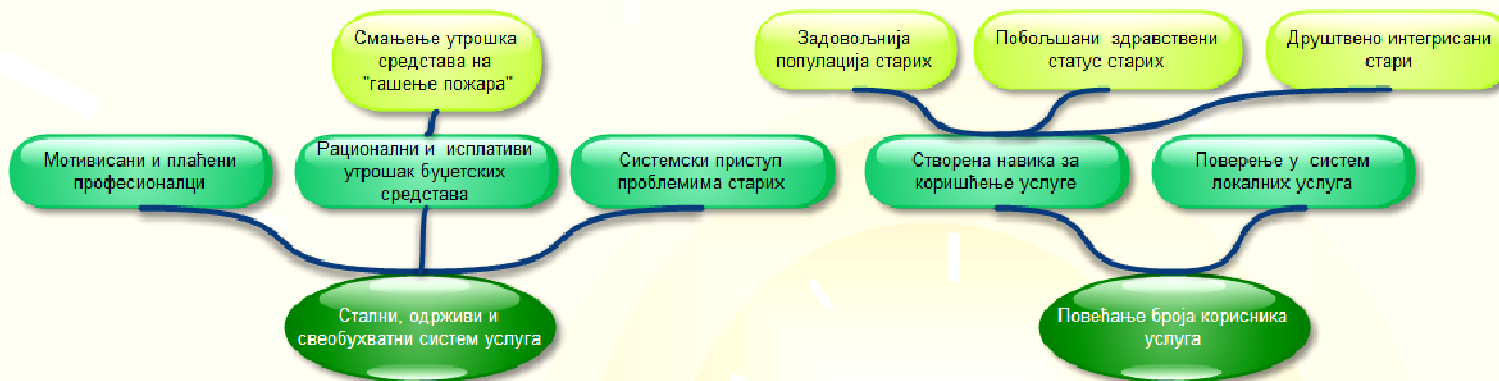 Смањење утрошка
средстава на
"гашење пожара"
Задовољнија
популација старих
Побољшани здравствени
статус старих
Друштвено интегрисани
стари
Мотивисани и плаћени
професионалци
Рационални и исплативи
утрошак буџетских
средстава
Системски приступ
проблемима старих
Створена навика за
коришћење услуге
Поверење у систем
локалних услуга
Стални, одрживи и
свеобухватни систем услуга
Повећање броја корисника
услуга